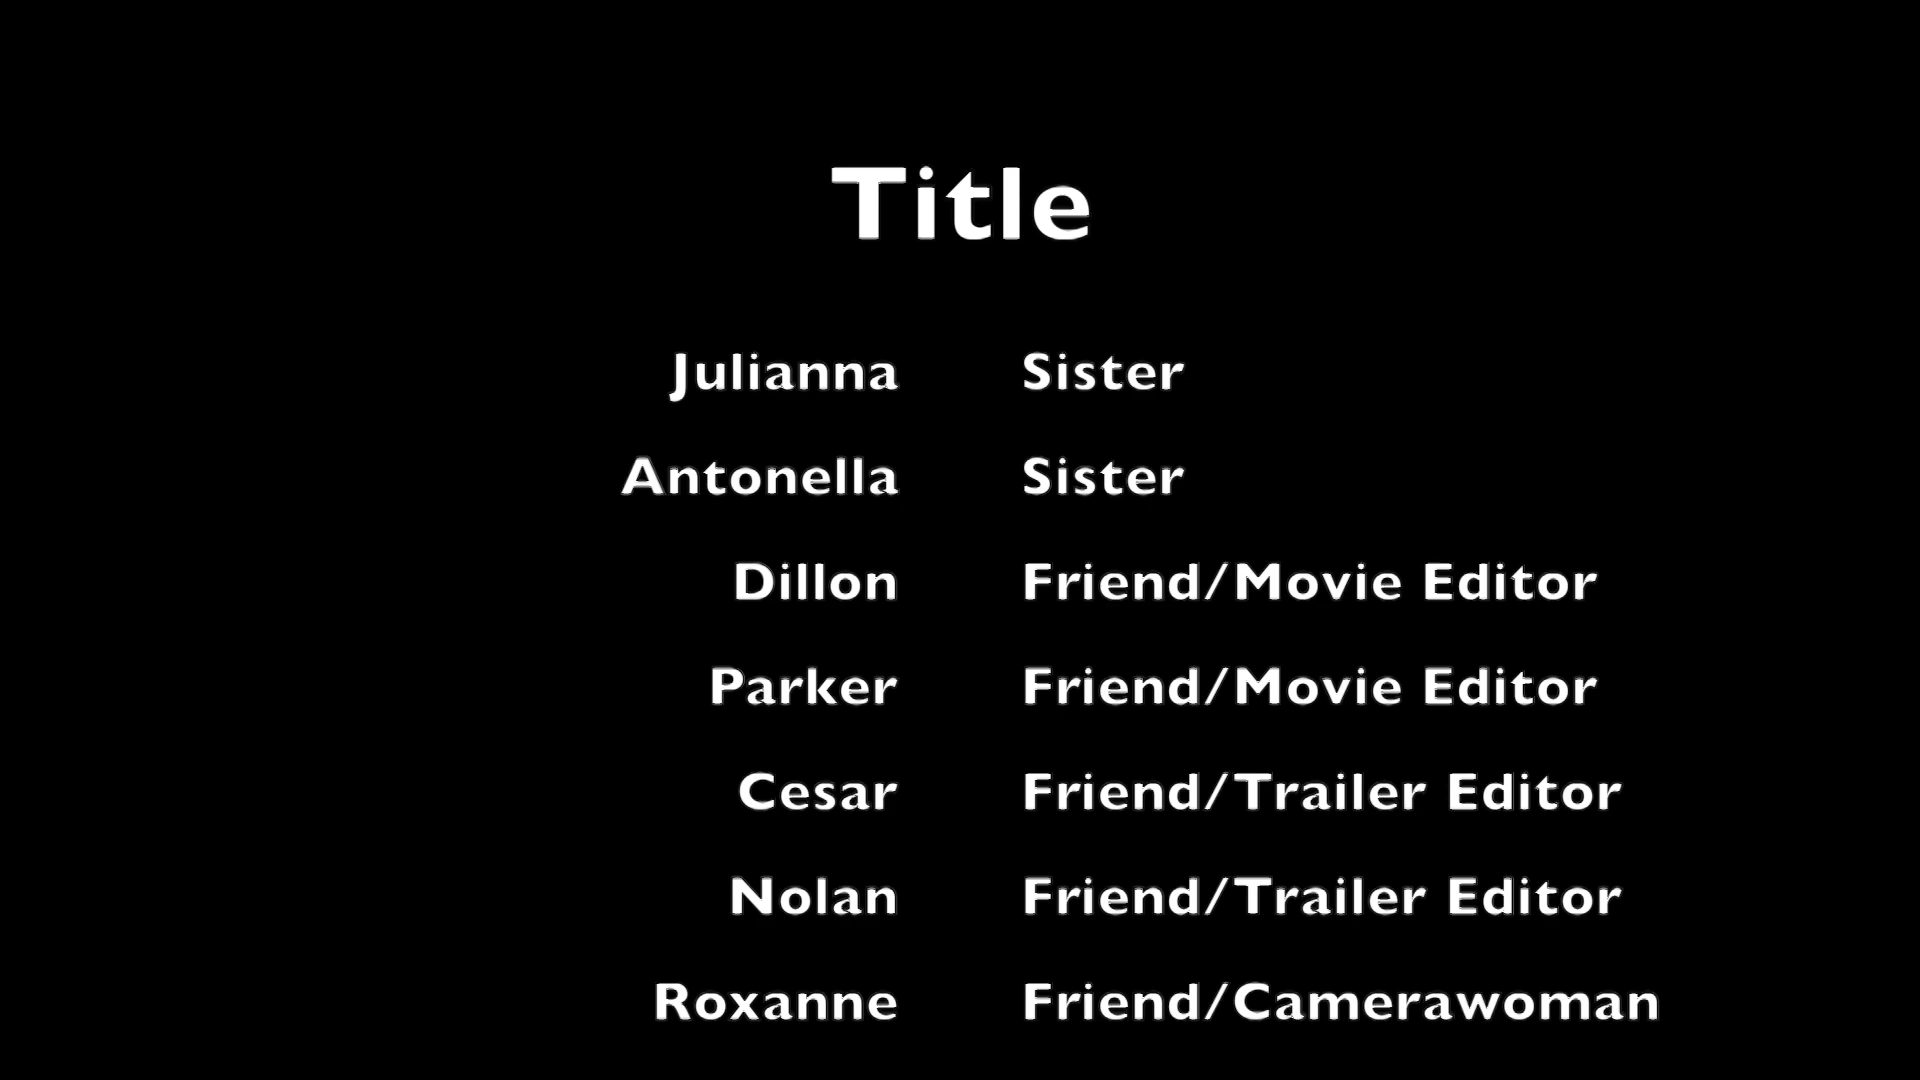 Title
Julianna Sister
Antonella Sister
Dillon Friend/Movie Editor
Parker Friend/Movie Editor
Cesar Friend/Trailer Editor
Nolan Friend/Trailer Editor
Roxanne Friend/Camerawoman